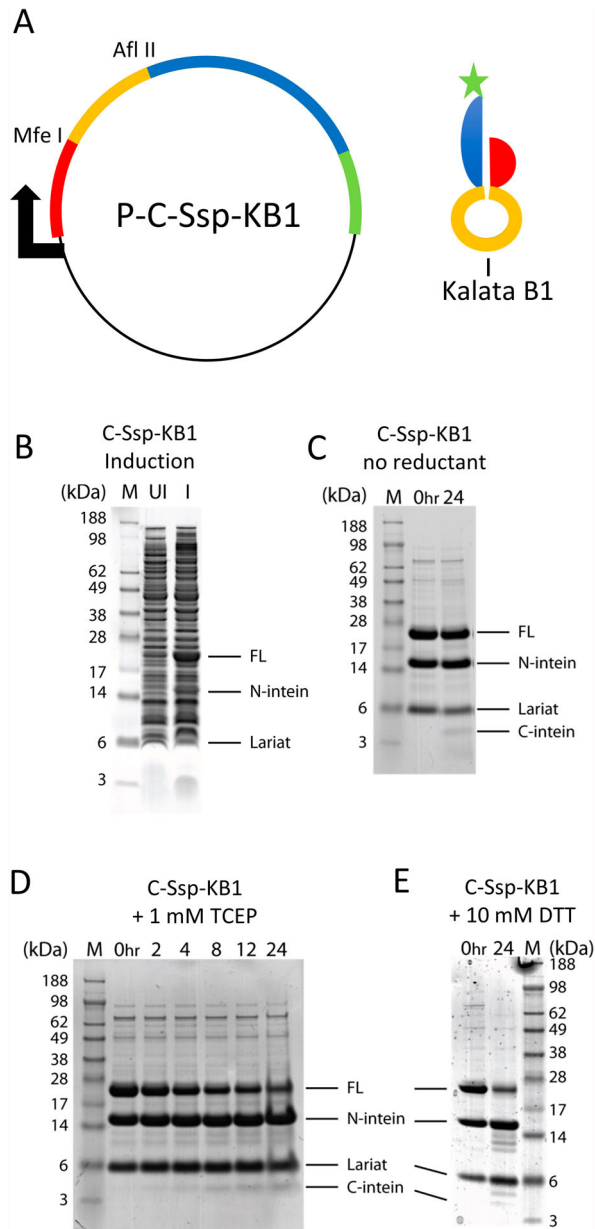 A
Afl II
Mfe I
P-C-Ssp-KB1
I
Kalata B1
B
C-Ssp-KB1
Induction
(kDa) M UI I
188
98
62
49
38
28
17
14
6
3
FL
N-intein
Lariat
C
C-Ssp-KB1
no reductant
(kDa) M 0hr 24
188
98
62
49
38
28
17
14
6
3
FL
N-intein
Lariat
C-intein
D
C-Ssp-KB1
+ 1 mM TCEP
(kDa) M 0hr 2 4 8 12 24
188
98
62
49
38
28
17
14
6
3
FL
N-intein
Lariat
C-intein
E
C-Ssp-KB1
+ 10 mM DTT
0hr 24 M (kDa)
188
98
62
49
38
28
17
14
6
3